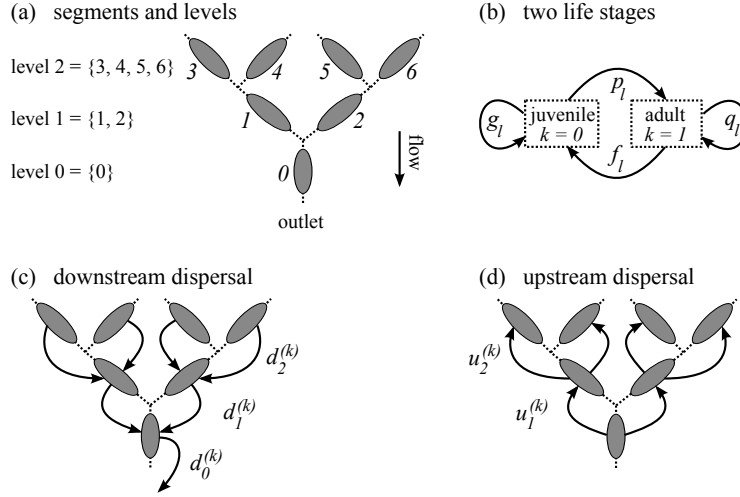 (a) segments and levels
level 2 = {3, 4, 5, 6}
3 4 5 6
level 1 = {1, 2}
1 2
level 0 = {0}
0
flow
outlet
(b) two life stages
p_l
g_l
juvenile
k = 0
adult
k = 1
q_l
f_l
(c) downstream dispersal
d_2^{(k)}
d_1^{(k)}
d_0^{(k)}
(d) upstream dispersal
u_2^{(k)}
u_1^{(k)}